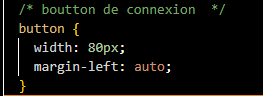 /* boutton de connexion  */
button {
  width: 80px;
  margin-left: auto;
}